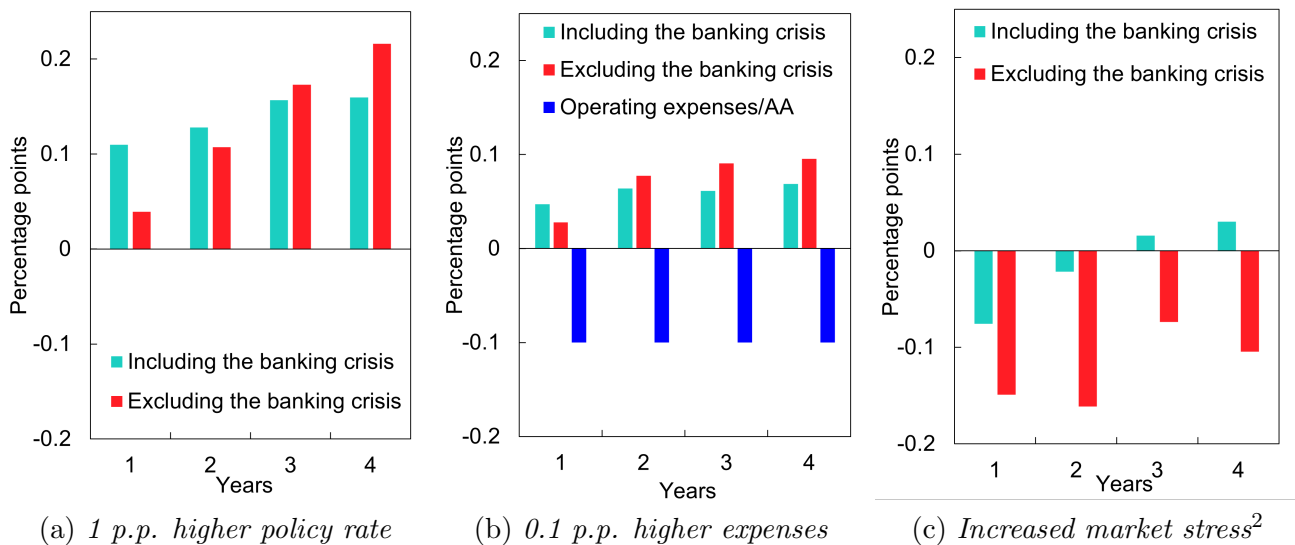 0.2
0.1
0
-0.1
-0.2
Percentage points
Including the banking crisis
Excluding the banking crisis
1 2 3 4
Years
(a) 1 p.p. higher policy rate
0.2
0.1
0
-0.1
-0.2
Percentage points
Including the banking crisis
Excluding the banking crisis
Operating expenses/AA
1 2 3 4
Years
(b) 0.1 p.p. higher expenses
0.2
0.1
0
-0.1
-0.2
Percentage points
Including the banking crisis
Excluding the banking crisis
1 2 3 4
Years
(c) Increased market stress²